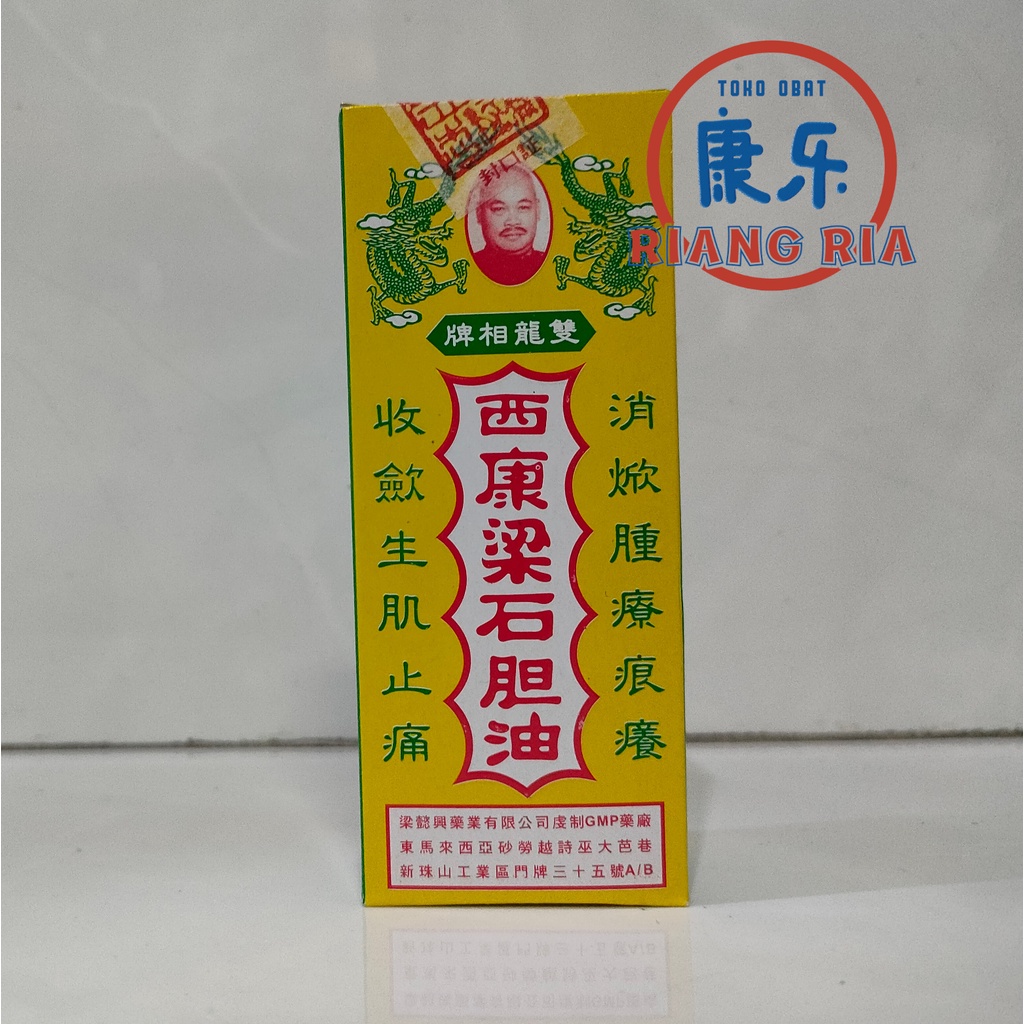 TOKO OBAT
康乐
RIANG RIA
封口証
牌相龍雙
西康梁石胆油
消焮腫療痕癢
收歛生肌止痛
梁懿興藥業有限公司虔制GMP藥廠
東馬來西亞砂勞越詩巫大芭巷
新珠山工業區門牌三十五號A/B